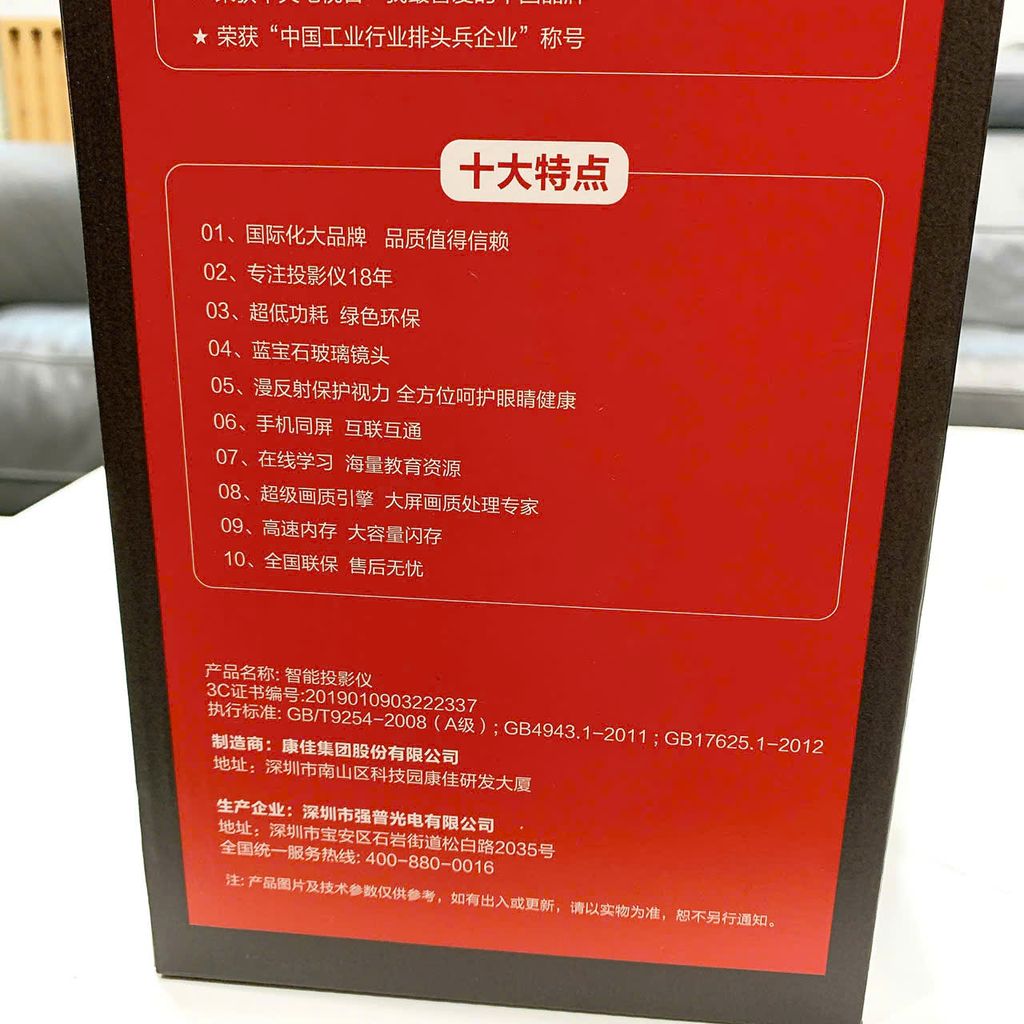 ★ 荣获“中国工业行业排头兵企业”称号
十大特点
01、国际化大品牌 品质值得信赖
02、专注投影仪18年
03、超低功耗 绿色环保
04、蓝宝石玻璃镜头
05、漫反射保护视力 全方位呵护眼睛健康
06、手机同屏 互联互通
07、在线学习 海量教育资源
08、超级画质引擎 大屏画质处理专家
09、高速内存 大容量闪存
10、全国联保 售后无忧
产品名称: 智能投影仪
3C证书编号:2019010903222337
执行标准: GB/T9254-2008（A级）; GB4943.1-2011 ; GB17625.1-2012
制造商：康佳集团股份有限公司
地址：深圳市南山区科技园康佳研发大厦
生产企业：深圳市强普光电有限公司
地址：深圳市宝安区石岩街道松白路2035号
全国统一服务热线: 400-880-0016
注: 产品图片及技术参数仅供参考，如有出入或更新，请以实物为准，恕不另行通知。